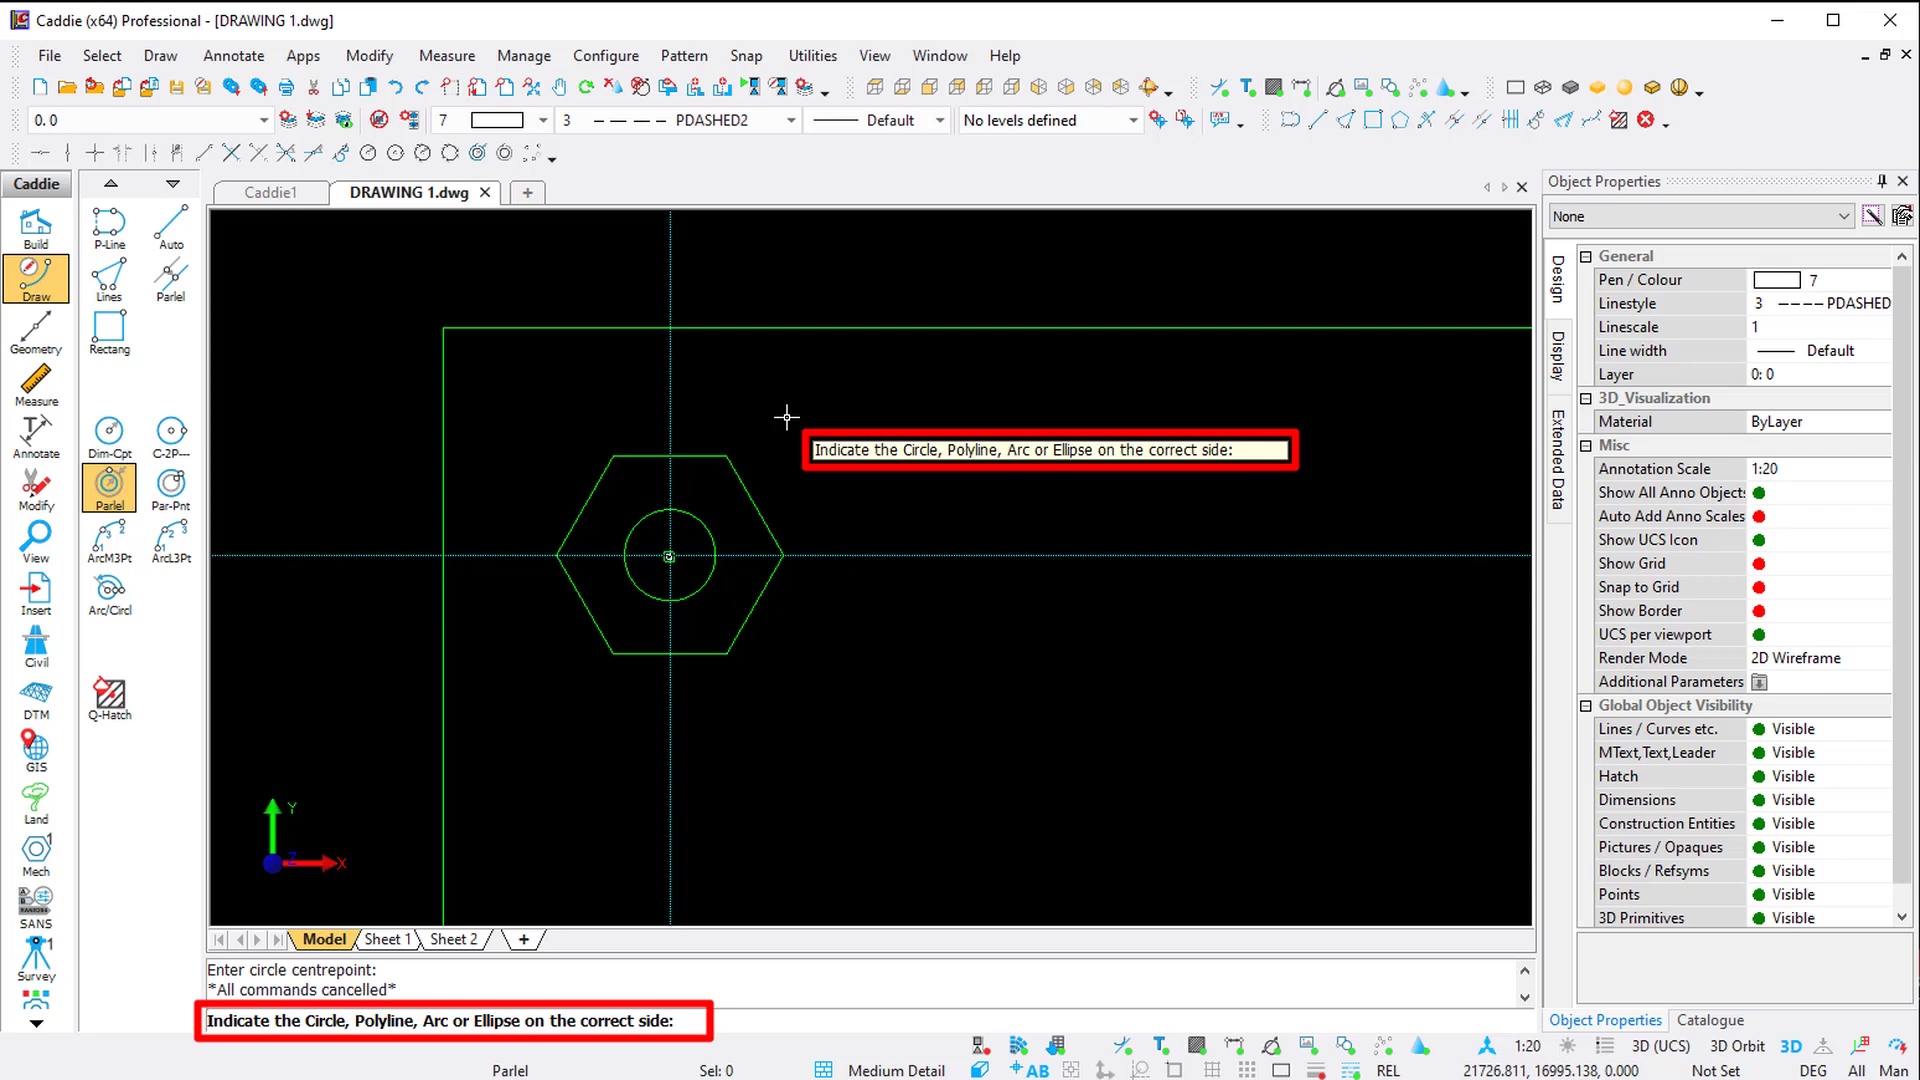 Caddie (x64) Professional - [DRAWING 1.dwg]
File Select Draw Annotate Apps Modify Measure Manage Configure Pattern Snap Utilities View Window Help
0. 0 7 3 PDASHED2 Default No levels defined
Caddie
Caddie1 DRAWING 1.dwg
Build
Draw
Geometry
Measure
Annotate
Modify
View
Insert
Civil
DTM
GIS
Land
Mech
SANS
Survey
P-Line Auto
Lines Parlel
Rectang
Dim-Cpt C-2P---
Parlel Par-Pnt
ArcM3Pt ArcL3Pt
Arc/Circl
Q-Hatch
Indicate the Circle, Polyline, Arc or Ellipse on the correct side:
Y
Z X
Model Sheet 1 Sheet 2 +
Enter circle centrepoint:
*All commands cancelled*
Indicate the Circle, Polyline, Arc or Ellipse on the correct side:
Object Properties
None
Design
Display
Extended Data
General
Pen / Colour 7
Linestyle 3 PDASHED
Linescale 1
Line width Default
Layer 0: 0
3D_Visualization
Material ByLayer
Misc
Annotation Scale 1:20
Show All Anno Objects
Auto Add Anno Scales
Show UCS Icon
Show Grid
Snap to Grid
Show Border
UCS per viewport
Render Mode 2D Wireframe
Additional Parameters
Global Object Visibility
Lines / Curves etc. Visible
MText,Text,Leader Visible
Hatch Visible
Dimensions Visible
Construction Entities Visible
Pictures / Opaques Visible
Blocks / Refsyms Visible
Points Visible
3D Primitives Visible
Object Properties Catalogue
1:20 3D (UCS) 3D Orbit 3D
Parlel Sel: 0 Medium Detail AB REL 21726.811, 16995.138, 0.000 Not Set DEG All Man